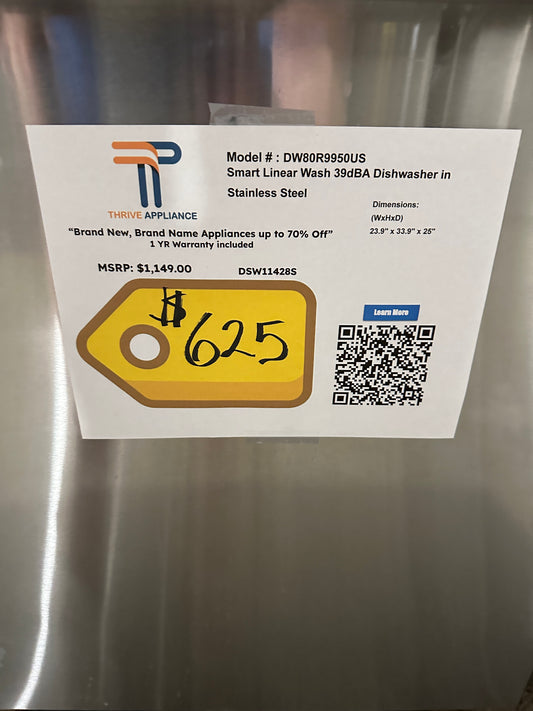 THRIVE APPLIANCE
Model # : DW80R9950US
Smart Linear Wash 39dBA Dishwasher in
Stainless Steel
Dimensions:
(WxHxD)
23.9" x 33.9" x 25"
“Brand New, Brand Name Appliances up to 70% Off”
1 YR Warranty included
MSRP: $1,149.00
DSW11428S
$625
Learn More